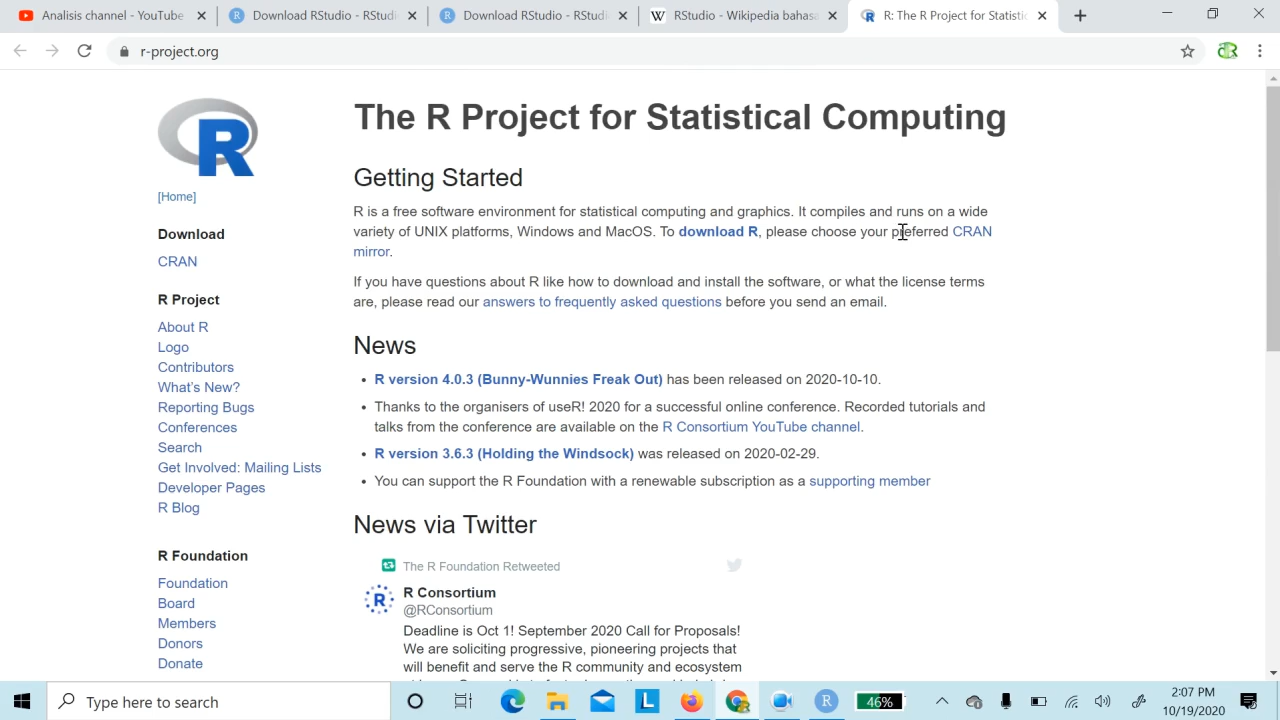 Analisis channel - YouTube
Download RStudio - RStudi
Download RStudio - RStudi
RStudio - Wikipedia bahasa
R: The R Project for Statistic
r-project.org
The R Project for Statistical Computing
Getting Started
[Home]
R is a free software environment for statistical computing and graphics. It compiles and runs on a wide
variety of UNIX platforms, Windows and MacOS. To download R, please choose your preferred CRAN
mirror.
If you have questions about R like how to download and install the software, or what the license terms
are, please read our answers to frequently asked questions before you send an email.
Download
CRAN
R Project
About R
Logo
Contributors
What's New?
Reporting Bugs
Conferences
Search
Get Involved: Mailing Lists
Developer Pages
R Blog
R Foundation
Foundation
Board
Members
Donors
Donate
News
• R version 4.0.3 (Bunny-Wunnies Freak Out) has been released on 2020-10-10.
• Thanks to the organisers of useR! 2020 for a successful online conference. Recorded tutorials and
talks from the conference are available on the R Consortium YouTube channel.
• R version 3.6.3 (Holding the Windsock) was released on 2020-02-29.
• You can support the R Foundation with a renewable subscription as a supporting member
News via Twitter
The R Foundation Retweeted
R Consortium
@RConsortium
Deadline is Oct 1! September 2020 Call for Proposals!
We are soliciting progressive, pioneering projects that
will benefit and serve the R community and ecosystem
Type here to search
46%
2:07 PM
10/19/2020